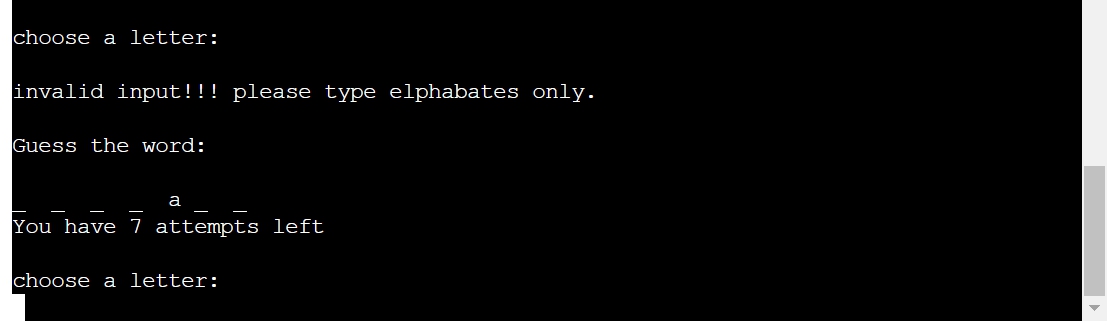 choose a letter:
invalid input!!! please type elphabates only.
Guess the word:
_ _ _ _ a _ _
You have 7 attempts left
choose a letter: